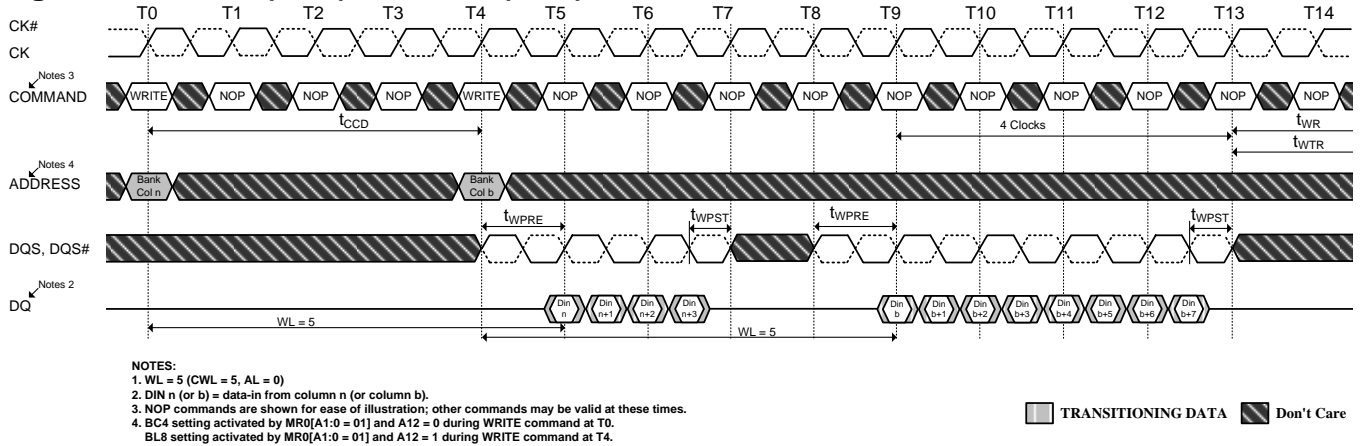 T0 T1 T2 T3 T4 T5 T6 T7 T8 T9 T10 T11 T12 T13 T14
CK#
CK
Notes 3
COMMAND
WRITE NOP NOP NOP WRITE NOP NOP NOP NOP NOP NOP NOP NOP NOP NOP
tCCD
4 Clocks
tWR
tWTR
Notes 4
ADDRESS
Bank Bank
Col n Col b
tWPRE tWPST tWPRE tWPST
DQS, DQS#
Notes 2
DQ
Din Din Din Din Din Din Din Din Din Din Din Din
n n+1 n+2 n+3 b b+1 b+2 b+3 b+4 b+5 b+6 b+7
WL = 5 WL = 5
NOTES:
1. WL = 5 (CWL = 5, AL = 0)
2. DIN n (or b) = data-in from column n (or column b).
3. NOP commands are shown for ease of illustration; other commands may be valid at these times.
4. BC4 setting activated by MR0[A1:0 = 01] and A12 = 0 during WRITE command at T0.
BL8 setting activated by MR0[A1:0 = 01] and A12 = 1 during WRITE command at T4.
TRANSITIONING DATA Don't Care